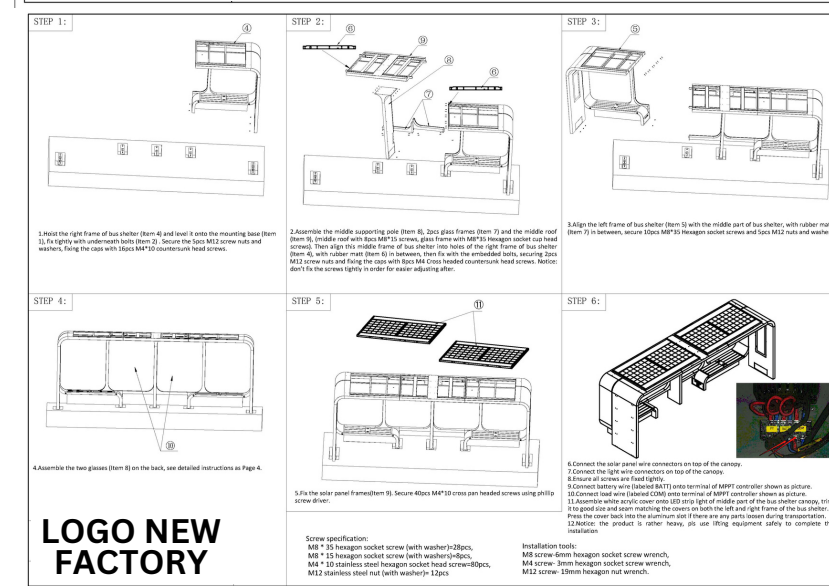 STEP 1:
④
1.Hoist the right frame of bus shelter (Item 4) and level it onto the mounting base (Item
1), fix tightly with underneath bolts (Item 2) . Secure the 5pcs M12 screw nuts and
washers, fixing the caps with 16pcs M4*10 countersunk head screws.
STEP 2:
⑥
⑨
⑧
⑥
⑦
2.Assemble the middle supporting pole (Item 8), 2pcs glass frames (Item 7) and the middle roof
(Item 9), (middle roof with 8pcs M8*15 screws, glass frame with M8*35 Hexagon socket cup head
screws). Then align this middle frame of bus shelter into holes of the right frame of bus shelter
(Item 4), with rubber matt (Item 6) in between, then fix with the embedded bolts, securing 2pcs
M12 screw nuts and fixing the caps with 8pcs M4 Cross headed countersunk head screws. Notice:
don't fix the screws tightly in order for easier adjusting after.
STEP 3:
⑤
3.Align the left frame of bus shelter (Item 5) with the middle part of bus shelter, with rubber mat
(Item 7) in between, secure 10pcs M8*35 Hexagon socket screws and 5pcs M12 nuts and washe
STEP 4:
⑩
4.Assemble the two glasses (Item 8) on the back, see detailed instructions as Page 4.
STEP 5:
⑪
5.Fix the solar panel frames(Item 9). Secure 40pcs M4*10 cross pan headed screws using phillip
screw driver.
STEP 6:
6.Connect the solar panel wire connectors on top of the canopy.
7.Connect the light wire connectors on top of the canopy.
8.Ensure all screws are fixed tightly.
9.Connect battery wire (labeled BATT) onto terminal of MPPT controller shown as picture.
10.Connect load wire (labeled COM) onto terminal of MPPT controller shown as picture.
11.Assemble white acrylic cover onto LED strip light of middle part of the bus shelter canopy, tri
it to good size and seam matching the covers on both the left and right frame of the bus shelter.
Press the cover back into the aluminum slot if there are any parts loosen during transportation.
12.Notice: the product is rather heavy, pls use lifting equipment safely to complete th
installation
LOGO NEW
FACTORY
Screw specification:
M8 * 35 hexagon socket screw (with washer)=28pcs,
M8 * 15 hexagon socket screw (with washers)=8pcs,
M4 * 10 stainless steel hexagon socket head screw=80pcs,
M12 stainless steel nut (with washer)= 12pcs
Installation tools:
M8 screw-6mm hexagon socket screw wrench,
M4 screw- 3mm hexagon socket screw wrench,
M12 screw- 19mm hexagon nut wrench.